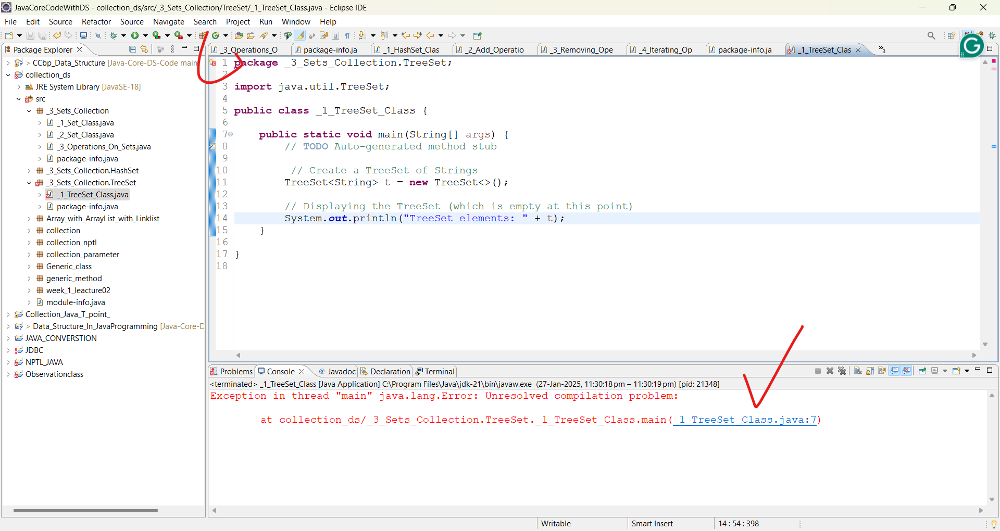 JavaCoreCodeWithDS - collection_ds/src/_3_Sets_Collection/TreeSet/_1_TreeSet_Class.java - Eclipse IDE
File Edit Source Refactor Source Navigate Search Project Run Window Help
Package Explorer
_3_Operations_O package-info.ja _1_HashSet_Clas _2_Add_Operatio _3_Removing_Ope _4_Iterating_Op package-info.ja _1_TreeSet_Clas »3
G
> CCbp_Data_Structure [Java-Core-DS-Code main
collection_ds
JRE System Library [JavaSE-18]
src
_3_Sets_Collection
_1_Set_Class.java
_2_Set_Class.java
_3_Operations_On_Sets.java
package-info.java
_3_Sets_Collection.HashSet
_3_Sets_Collection.TreeSet
_1_TreeSet_Class.java
package-info.java
Array_with_ArrayList_with_Linklist
collection
collection_nptl
collection_parameter
Generic_class
generic_method
week_1_leacture02
module-info.java
Collection_Java_T_point_
> Data_Structure_In_JavaProgramming [Java-Core-D
JAVA_CONVERSTION
JDBC
NPTL_JAVA
Observationclass
1 package _3_Sets_Collection.TreeSet;
2
3 import java.util.TreeSet;
4
5 public class _1_TreeSet_Class {
6
7 public static void main(String[] args) {
8 // TODO Auto-generated method stub
9
10 // Create a TreeSet of Strings
11 TreeSet<String> t = new TreeSet<>();
12
13 // Displaying the TreeSet (which is empty at this point)
14 System.out.println("TreeSet elements: " + t);
15 }
16
17 }
18
Problems Console @ Javadoc Declaration Terminal
<terminated> _1_TreeSet_Class [Java Application] C:\Program Files\Java\jdk-21\bin\javaw.exe (27-Jan-2025, 11:30:18 pm – 11:30:19 pm) [pid: 21348]
Exception in thread "main" java.lang.Error: Unresolved compilation problem:
at collection_ds/_3_Sets_Collection.TreeSet._1_TreeSet_Class.main(_1_TreeSet_Class.java:7)
Writable Smart Insert 14 : 54 : 398